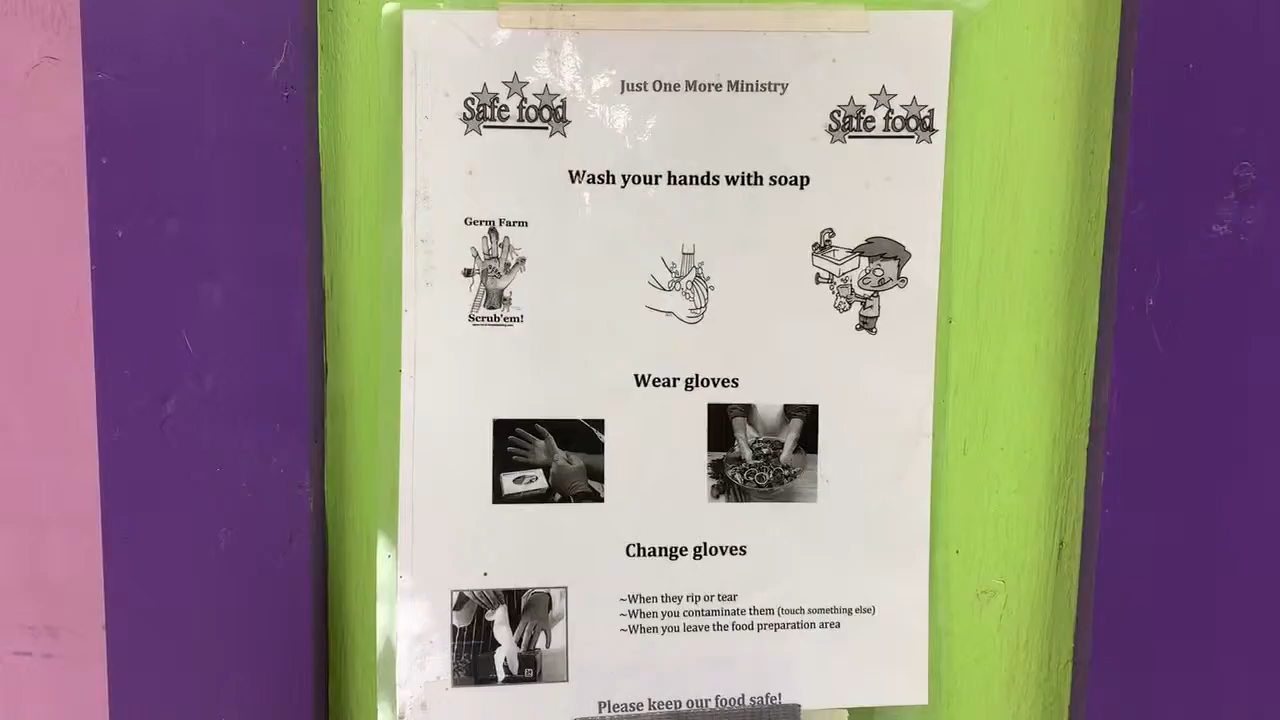 Just One More Ministry
Safe food
Safe food
Wash your hands with soap
Germ Farm
Scrub'em!
Wear gloves
Change gloves
~When they rip or tear
~When you contaminate them (touch something else)
~When you leave the food preparation area
Please keep our food safe!